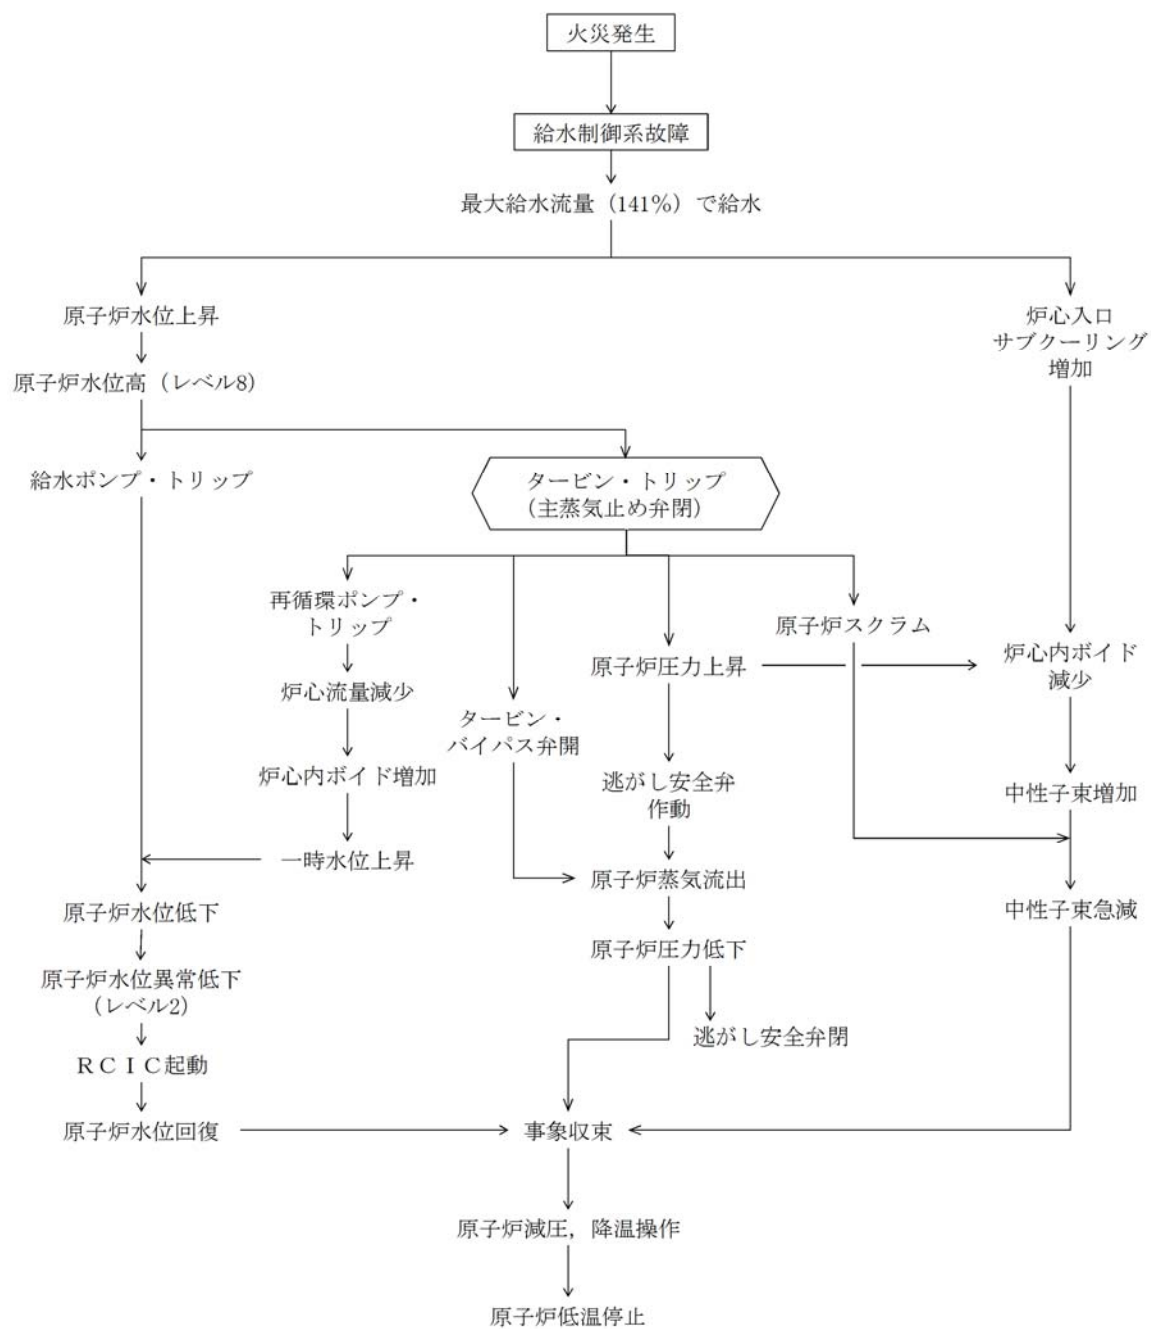 火災発生
給水制御系故障
最大給水流量（141％）で給水
原子炉水位上昇
原子炉水位高（レベル8）
炉心入口
サブクーリング
増加
給水ポンプ・トリップ
タービン・トリップ
（主蒸気止め弁閉）
再循環ポンプ・
トリップ
炉心流量減少
炉心内ボイド増加
一時水位上昇
タービン・
バイパス弁開
原子炉圧力上昇
逃がし安全弁
作動
原子炉蒸気流出
原子炉圧力低下
逃がし安全弁閉
原子炉スクラム
炉心内ボイド
減少
中性子束増加
中性子束急減
原子炉水位低下
原子炉水位異常低下
（レベル2）
ＲＣＩＣ起動
原子炉水位回復
事象収束
原子炉減圧，降温操作
原子炉低温停止